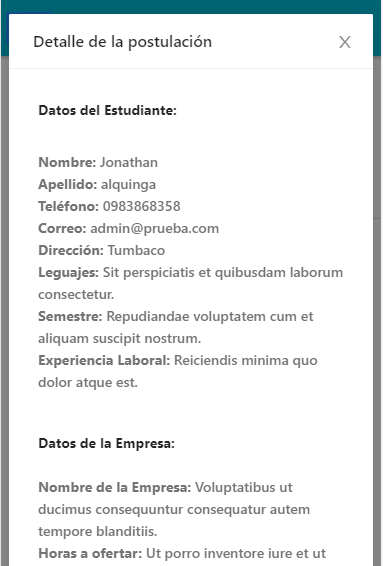 Detalle de la postulación
Datos del Estudiante:
Nombre: Jonathan
Apellido: alquinga
Teléfono: 0983868358
Correo: admin@prueba.com
Dirección: Tumbaco
Leguajes: Sit perspiciatis et quibusdam laborum
consectetur.
Semestre: Repudiandae voluptatem cum et
aliquam suscipit nostrum.
Experiencia Laboral: Reiciendis minima quo
dolor atque est.
Datos de la Empresa:
Nombre de la Empresa: Voluptatibus ut
ducimus consequuntur consequatur autem
tempore blanditiis.
Horas a ofertar: Ut porro inventore iure et ut